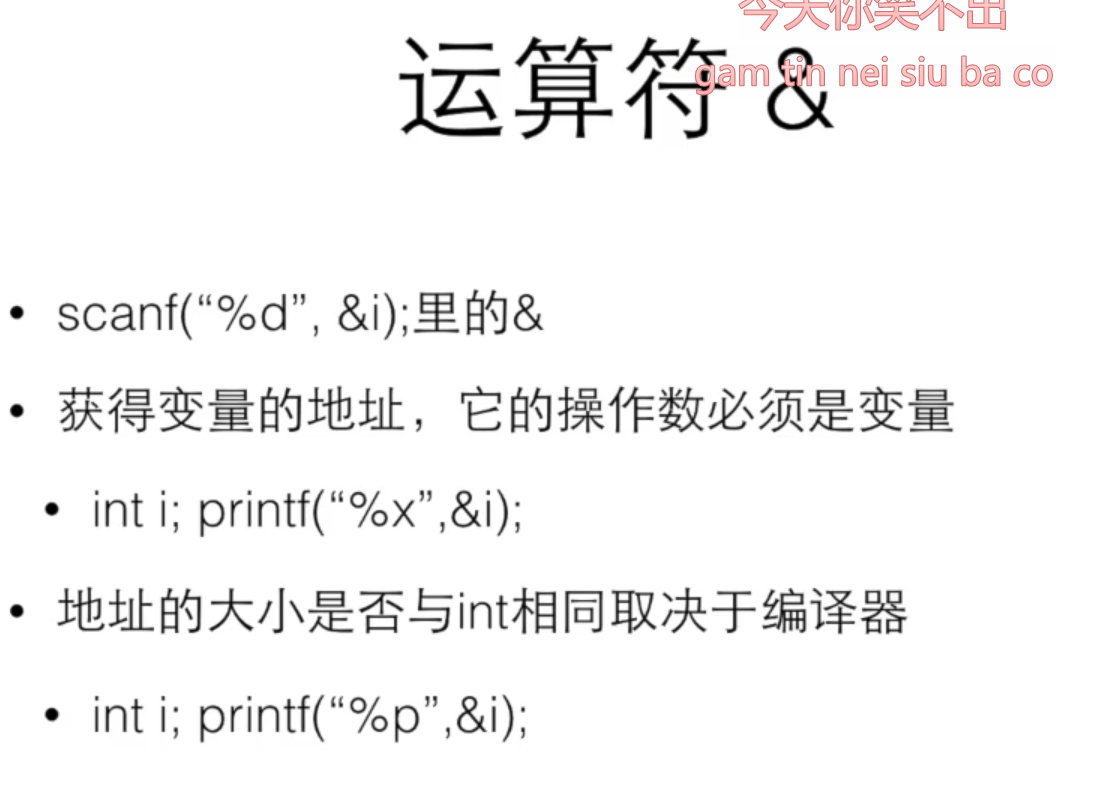 今天你笑不出
gam tin nei siu ba co
运算符 &
• scanf(“%d”, &i);里的&
• 获得变量的地址，它的操作数必须是变量
• int i; printf(“%x”,&i);
• 地址的大小是否与int相同取决于编译器
• int i; printf(“%p”,&i);